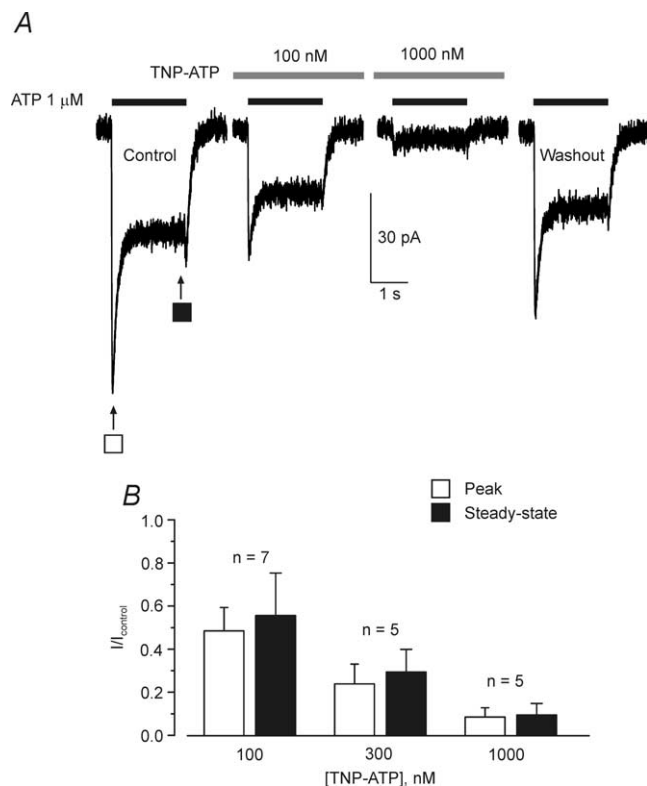 A
100 nM 1000 nM
TNP-ATP
ATP 1 μM
Control
Washout
30 pA
1 s
B
Peak
Steady-state
1.0
n = 7
0.8
0.6
n = 5
I/Icontrol
0.4
n = 5
0.2
0.0
100 300 1000
[TNP-ATP], nM